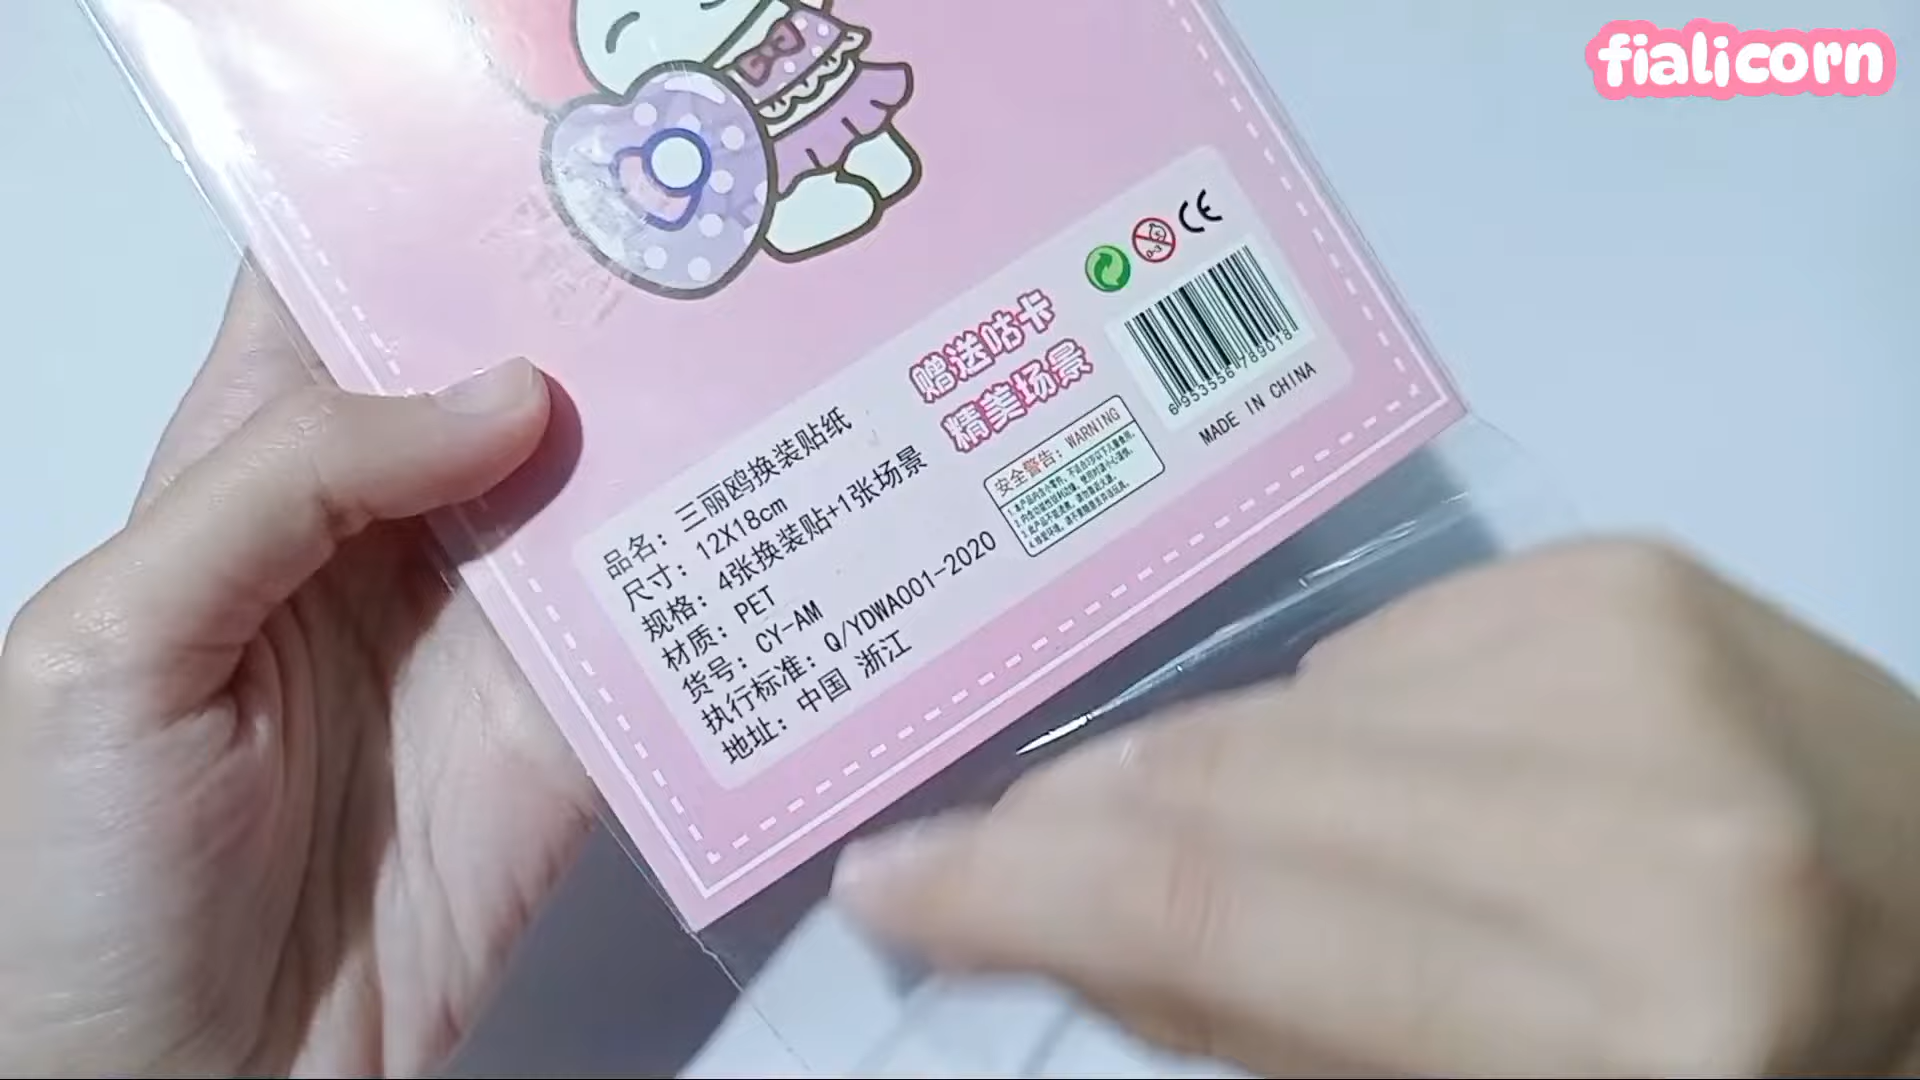 fialicorn
CE
0-3
6953556789018
MADE IN CHINA
赠送咕卡
精美场景
安全警告: WARNING
品名: 三丽鸥换装贴纸
尺寸: 12X18cm
规格: 4张换装贴+1张场景
材质: PET
货号: CY-AM
执行标准: Q/YDWA001-2020
地址: 中国 浙江